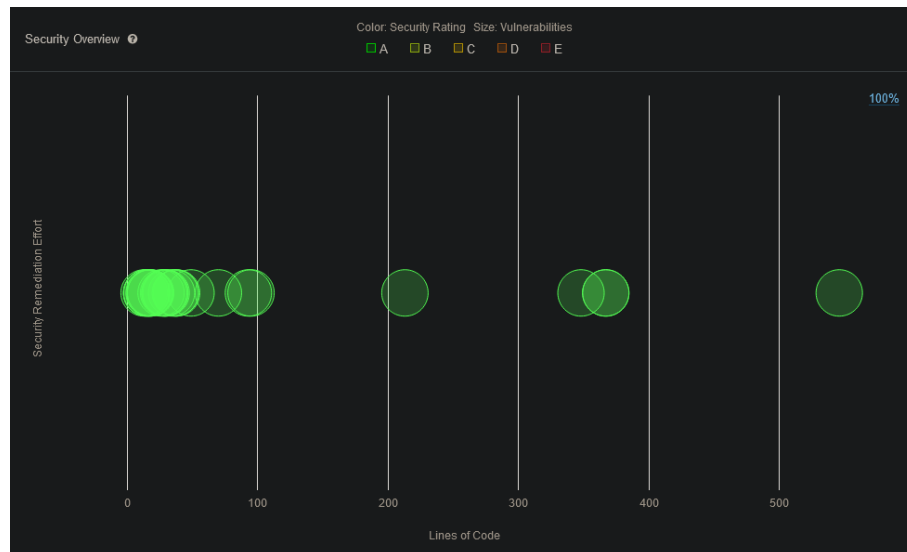 Security Overview ?
Color: Security Rating Size: Vulnerabilities
A B C D E
100%
Security Remediation Effort
0 100 200 300 400 500
Lines of Code